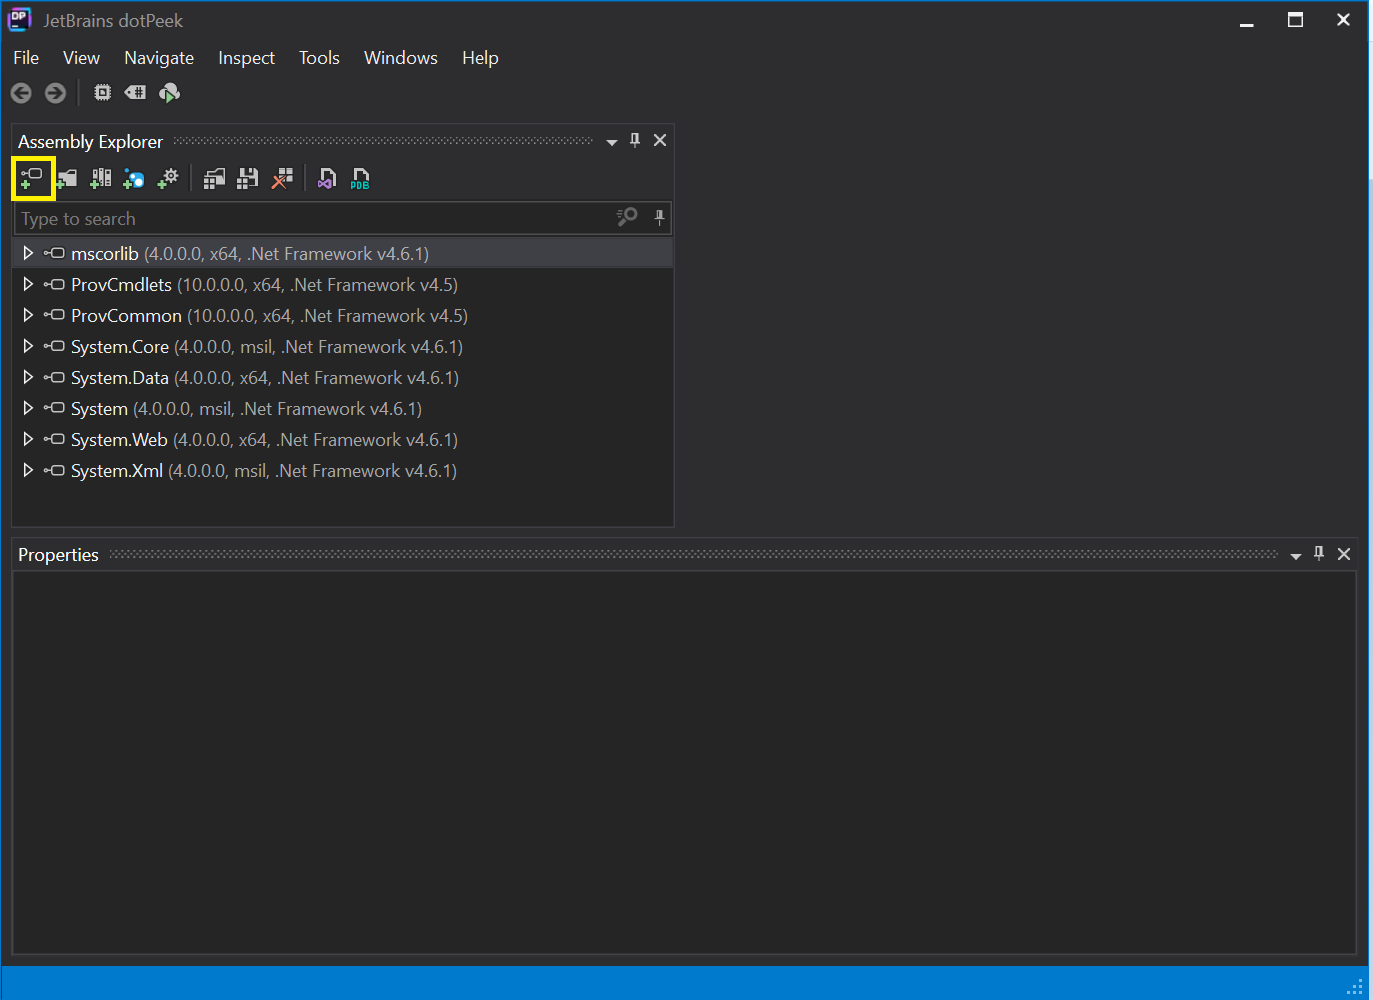 DP JetBrains dotPeek
File View Navigate Inspect Tools Windows Help
Assembly Explorer
PDB
Type to search
mscorlib (4.0.0.0, x64, .Net Framework v4.6.1)
ProvCmdlets (10.0.0.0, x64, .Net Framework v4.5)
ProvCommon (10.0.0.0, x64, .Net Framework v4.5)
System.Core (4.0.0.0, msil, .Net Framework v4.6.1)
System.Data (4.0.0.0, x64, .Net Framework v4.6.1)
System (4.0.0.0, msil, .Net Framework v4.6.1)
System.Web (4.0.0.0, x64, .Net Framework v4.6.1)
System.Xml (4.0.0.0, msil, .Net Framework v4.6.1)
Properties